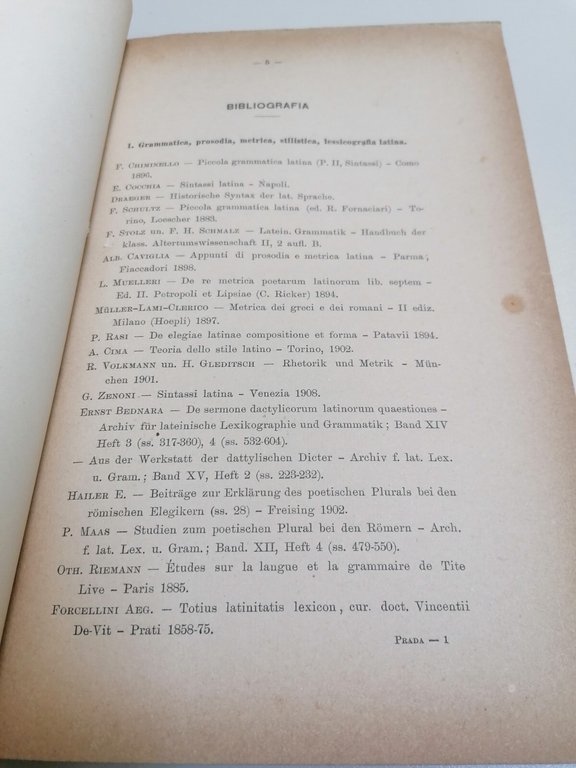 — 5 —
BIBLIOGRAFIA
I. Grammatica, prosodia, metrica, stilistica, lessicografia latina.
F. Chiminello — Piccola grammatica latina (P. II, Sintassi) – Como
1896.
E. Cocchia — Sintassi latina – Napoli.
Draeger — Historische Syntax der lat. Sprache.
F. Schultz — Piccola grammatica latina (ed. R. Fornaciari) – To-
rino, Loescher 1883.
F. Stolz un. F. H. Schmalz — Latein. Grammatik – Handbuch der
klass. Altertumswissenschaft II, 2 aufl. B.
Alb. Caviglia — Appunti di prosodia e metrica latina – Parma,
Fiaccadori 1898.
L. Muelleri — De re metrica poetarum latinorum lib. septem –
Ed. II. Petropoli et Lipsiae (C. Ricker) 1894.
Müller-Lami-Clerico — Metrica dei greci e dei romani – II ediz.
Milano (Hoepli) 1897.
P. Rasi — De elegiae latinae compositione et forma – Patavii 1894.
A. Cima — Teoria dello stile latino – Torino, 1902.
R. Volkmann un. H. Gleditsch — Rhetorik und Metrik – Mün-
chen 1901.
G. Zenoni — Sintassi latina – Venezia 1908.
Ernst Bednara — De sermone dactylicorum latinorum quaestiones –
Archiv für lateinische Lexikographie und Grammatik; Band XIV
Heft 3 (ss. 317-360), 4 (ss. 532-604).
— Aus der Werkstatt der dattylischen Dicter – Archiv f. lat. Lex.
u. Gram.; Band XV, Heft 2 (ss. 223-232).
Hailer E. — Beiträge zur Erklärung des poetischen Plurals bei den
römischen Elegikern (ss. 28) – Freising 1902.
P. Maas — Studien zum poetischen Plural bei den Römern – Arch.
f. lat. Lex. u. Gram.; Band. XII, Heft 4 (ss. 479-550).
Oth. Riemann — Études sur la langue et la grammaire de Tite
Live – Paris 1885.
Forcellini Aeg. – Totius latinitatis lexicon, cur. doct. Vincentii
De-Vit – Prati 1858-75.
Prada — 1